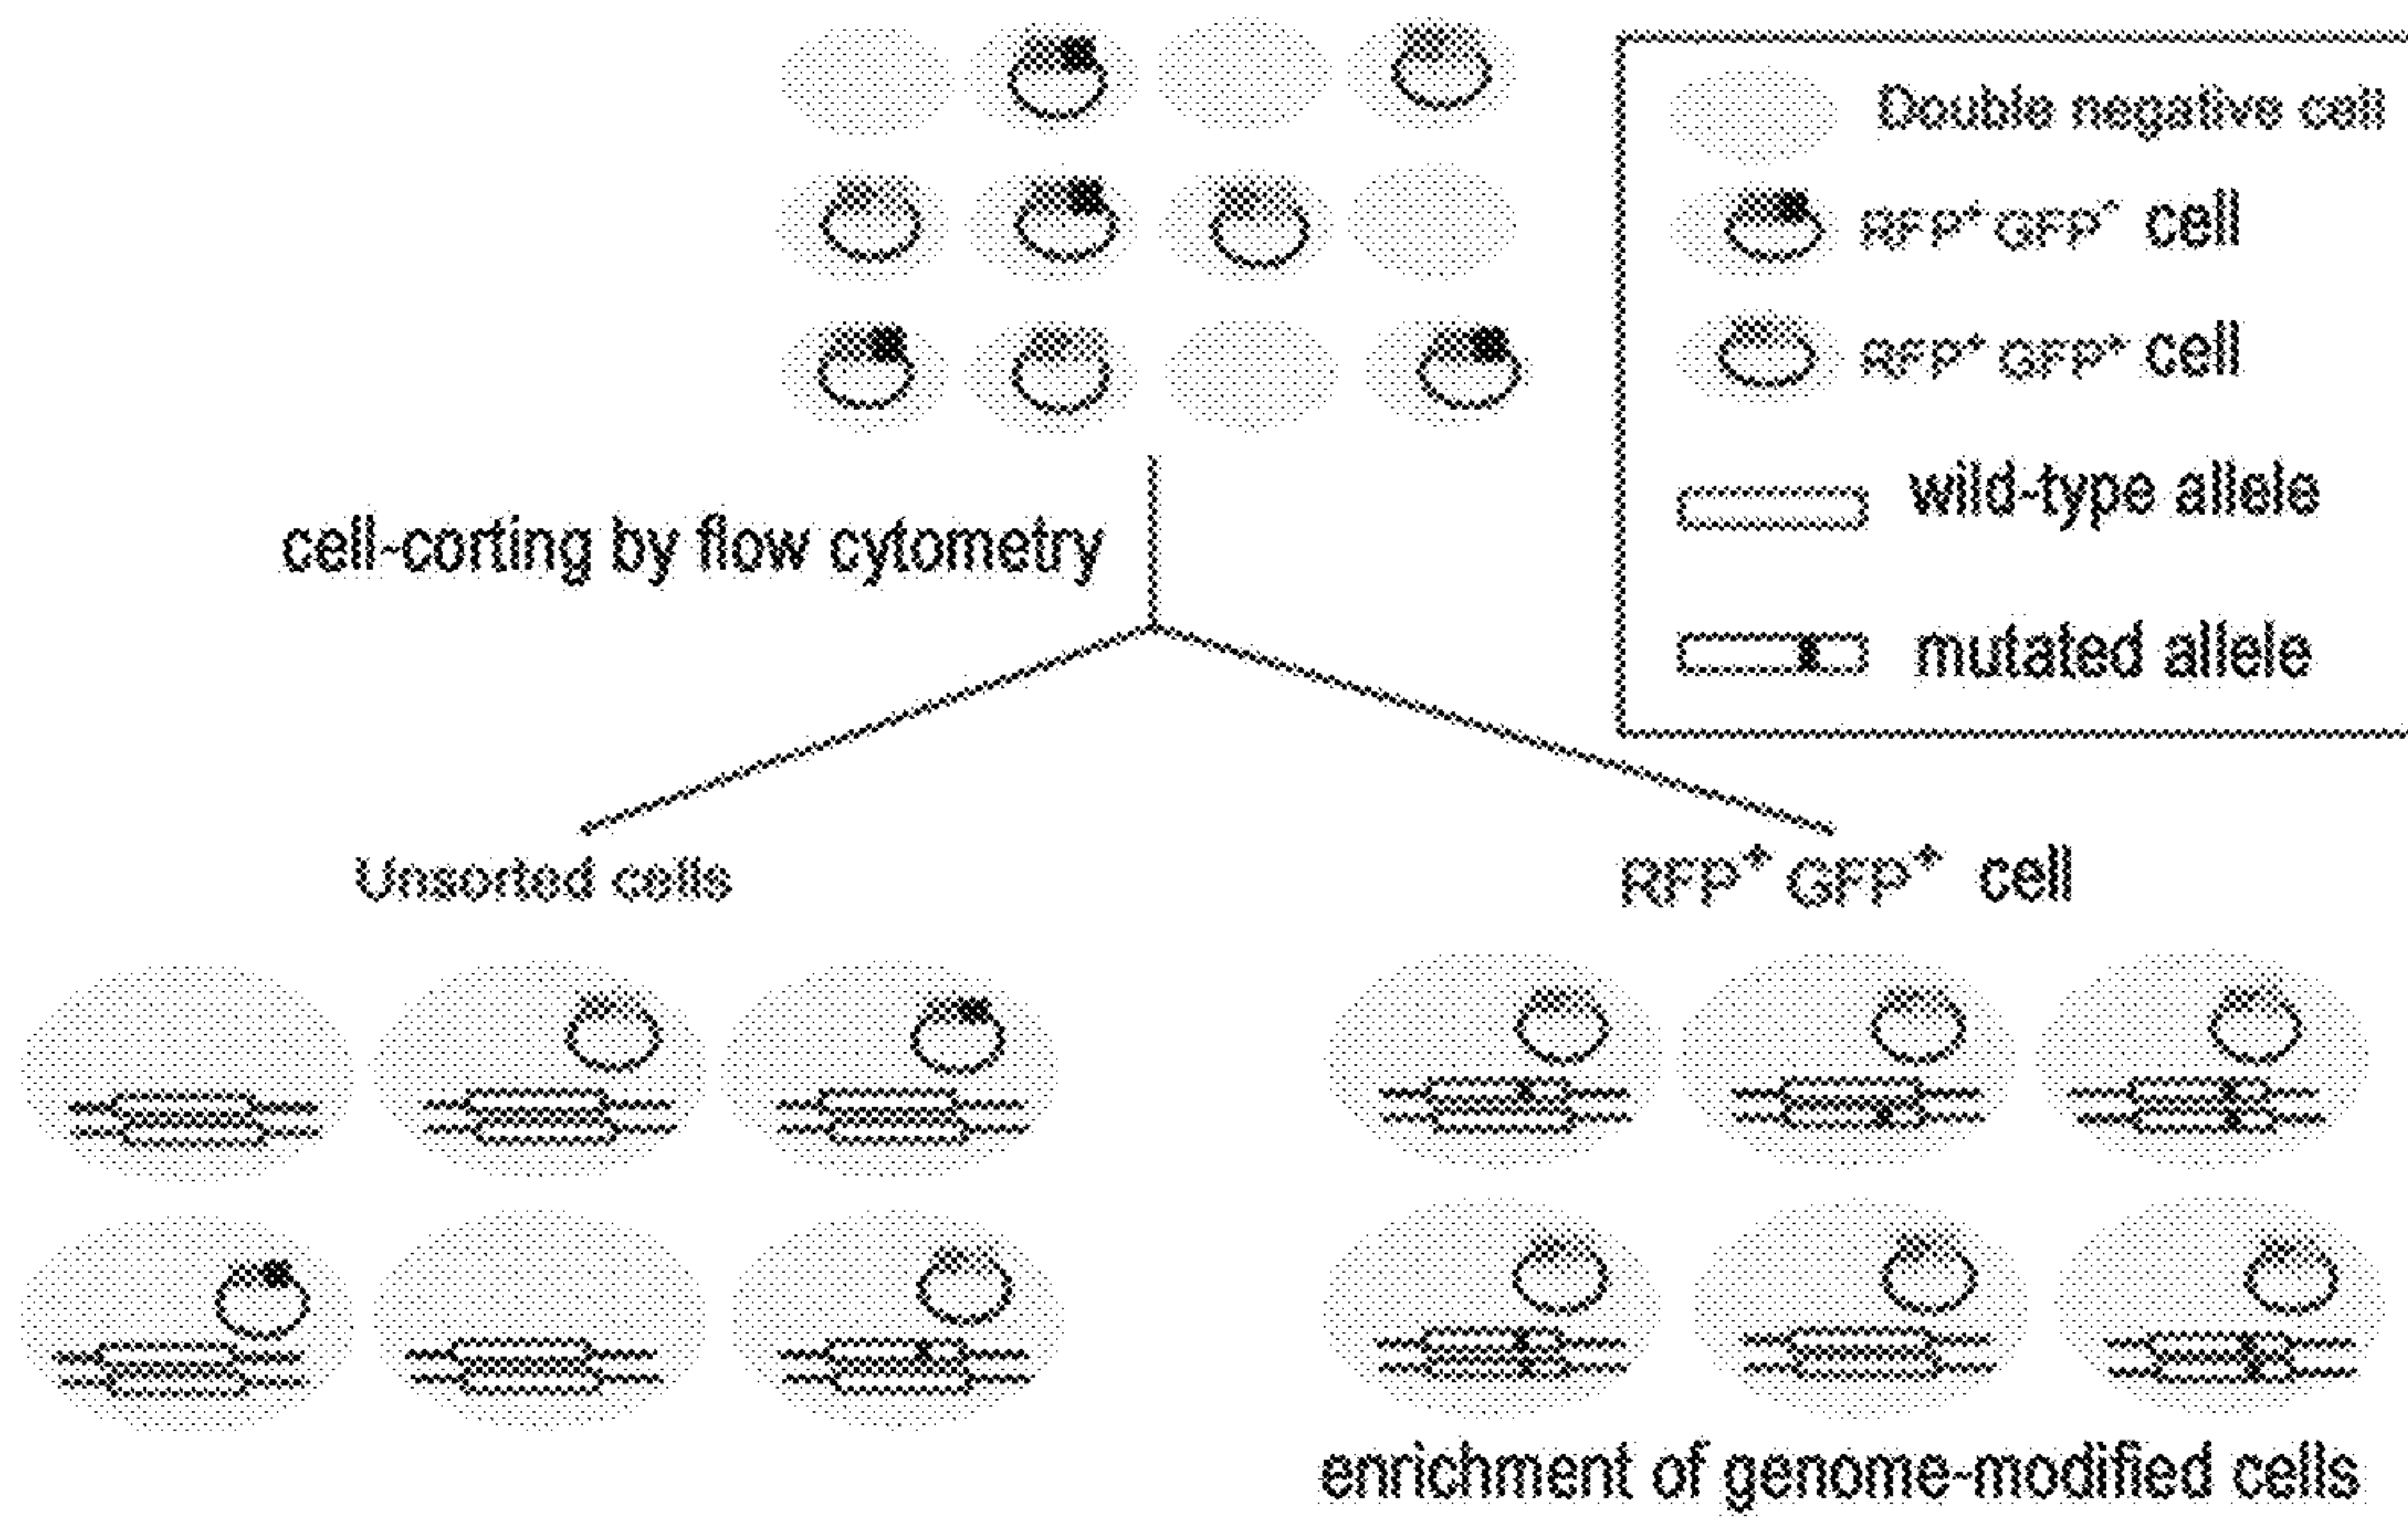 Double negative cell
RFP⁺ GFP⁻ cell
RFP⁺ GFP⁺ cell
wild-type allele
mutated allele
cell-corting by flow cytometry
Unsorted cells
RFP⁺ GFP⁺ cell
enrichment of genome-modified cells